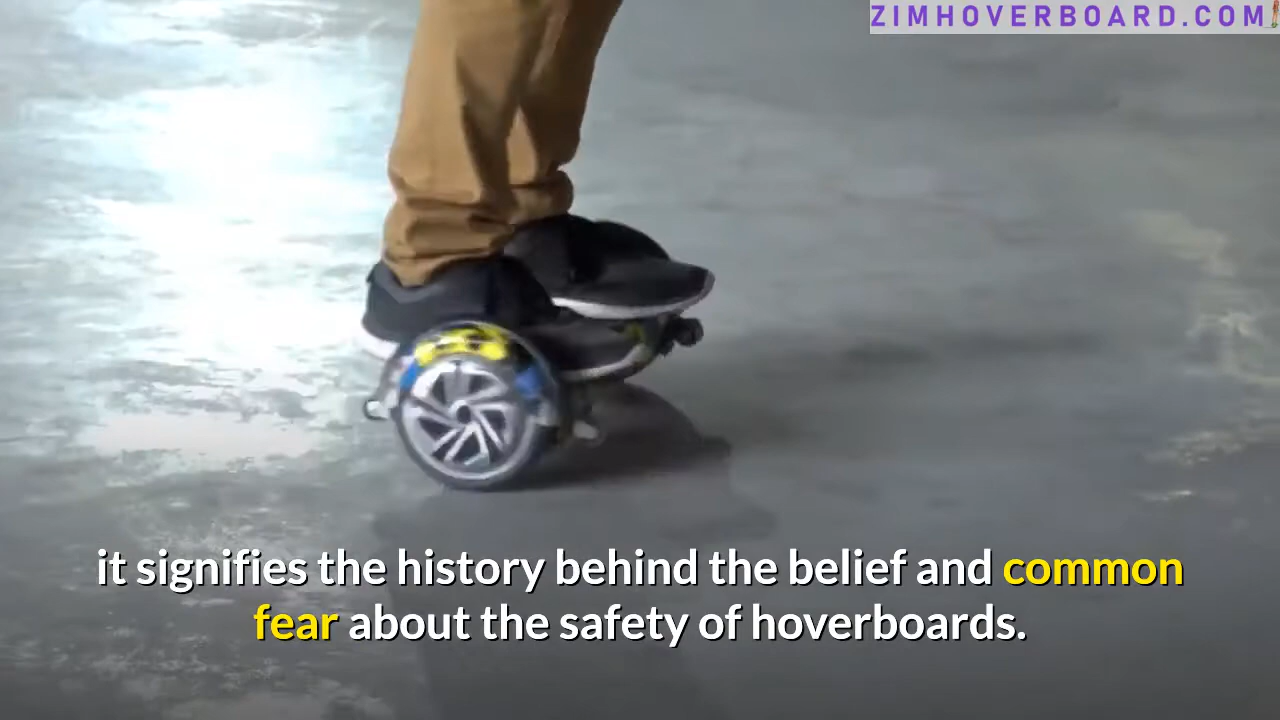 ZIMHOVERBOARD.COM
it signifies the history behind the belief and common
fear about the safety of hoverboards.